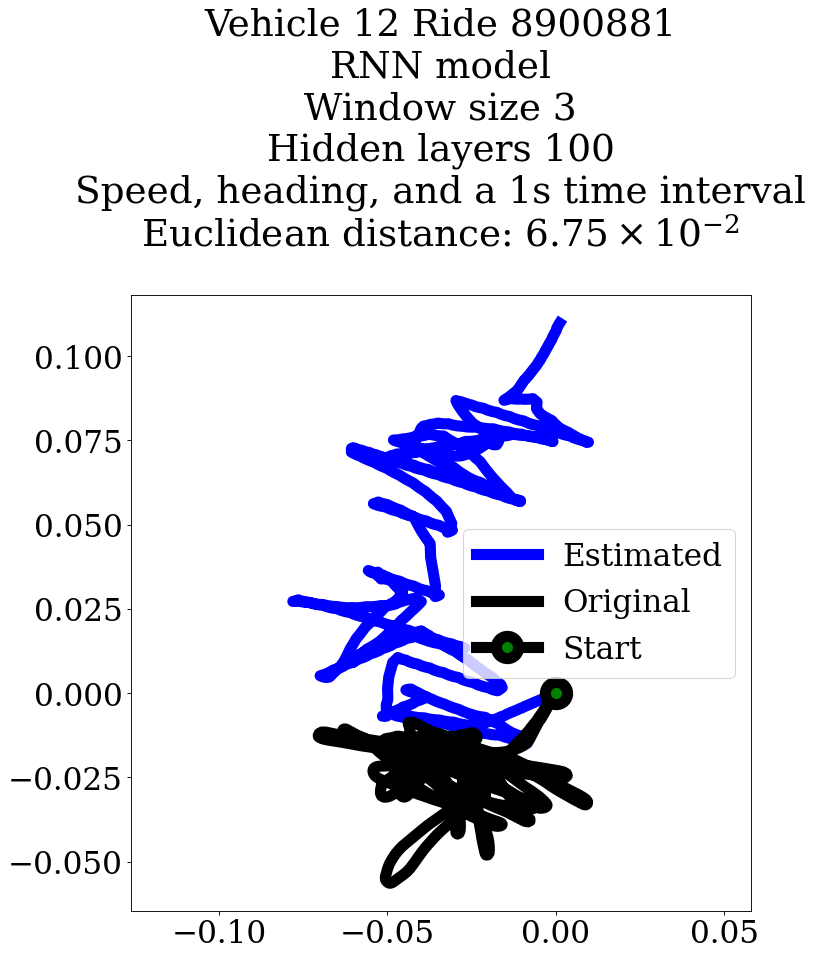 Vehicle 12 Ride 8900881
RNN model
Window size 3
Hidden layers 100
Speed, heading, and a 1s time interval
Euclidean distance: 6.75 × 10⁻²
0.100
0.075
0.050
0.025
0.000
−0.025
−0.050
Estimated
Original
Start
−0.10
−0.05
0.00
0.05